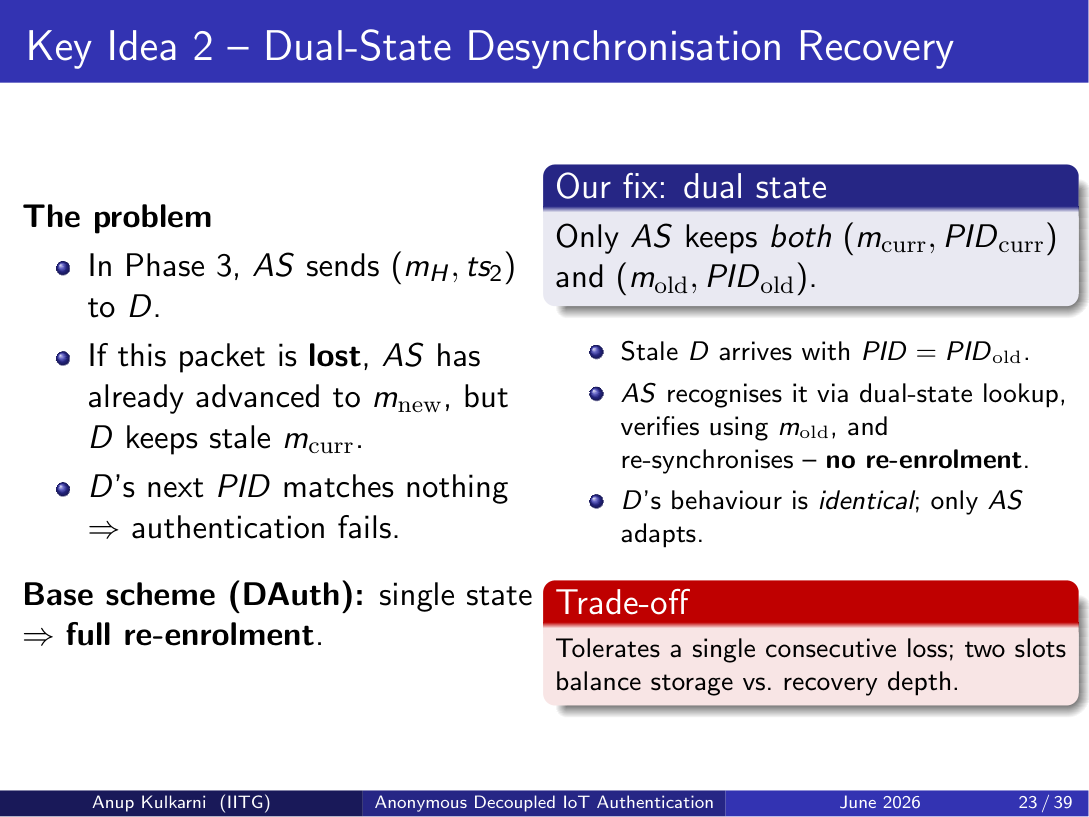 Key Idea 2 – Dual-State Desynchronisation Recovery
The problem
In Phase 3, AS sends (m_H, ts_2)
to D.
If this packet is lost, AS has
already advanced to m_new, but
D keeps stale m_curr.
D's next PID matches nothing
⇒ authentication fails.
Base scheme (DAuth): single state
⇒ full re-enrolment.
Our fix: dual state
Only AS keeps both (m_curr, PID_curr)
and (m_old, PID_old).
Stale D arrives with PID = PID_old.
AS recognises it via dual-state lookup,
verifies using m_old, and
re-synchronises – no re-enrolment.
D's behaviour is identical; only AS
adapts.
Trade-off
Tolerates a single consecutive loss; two slots
balance storage vs. recovery depth.
Anup Kulkarni (IITG)
Anonymous Decoupled IoT Authentication
June 2026
23 / 39